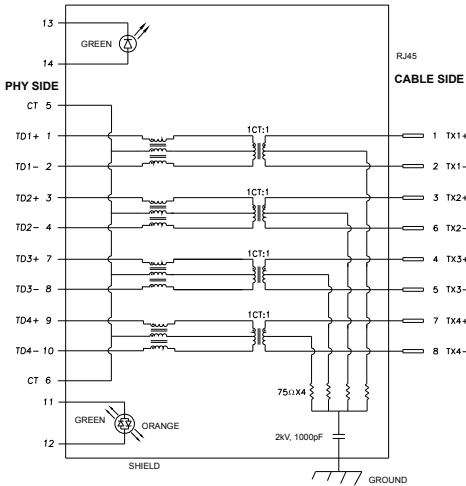 13
GREEN
14
RJ45
PHY SIDE
CABLE SIDE
CT 5
1CT:1
TD1+ 1
1 TX1+
TD1- 2
2 TX1-
1CT:1
TD2+ 3
3 TX2+
TD2- 4
6 TX2-
1CT:1
TD3+ 7
4 TX3+
TD3- 8
5 TX3-
1CT:1
TD4+ 9
7 TX4+
TD4- 10
8 TX4-
CT 6
75ΩX4
11
GREEN
ORANGE
2kV, 1000pF
12
SHIELD
GROUND